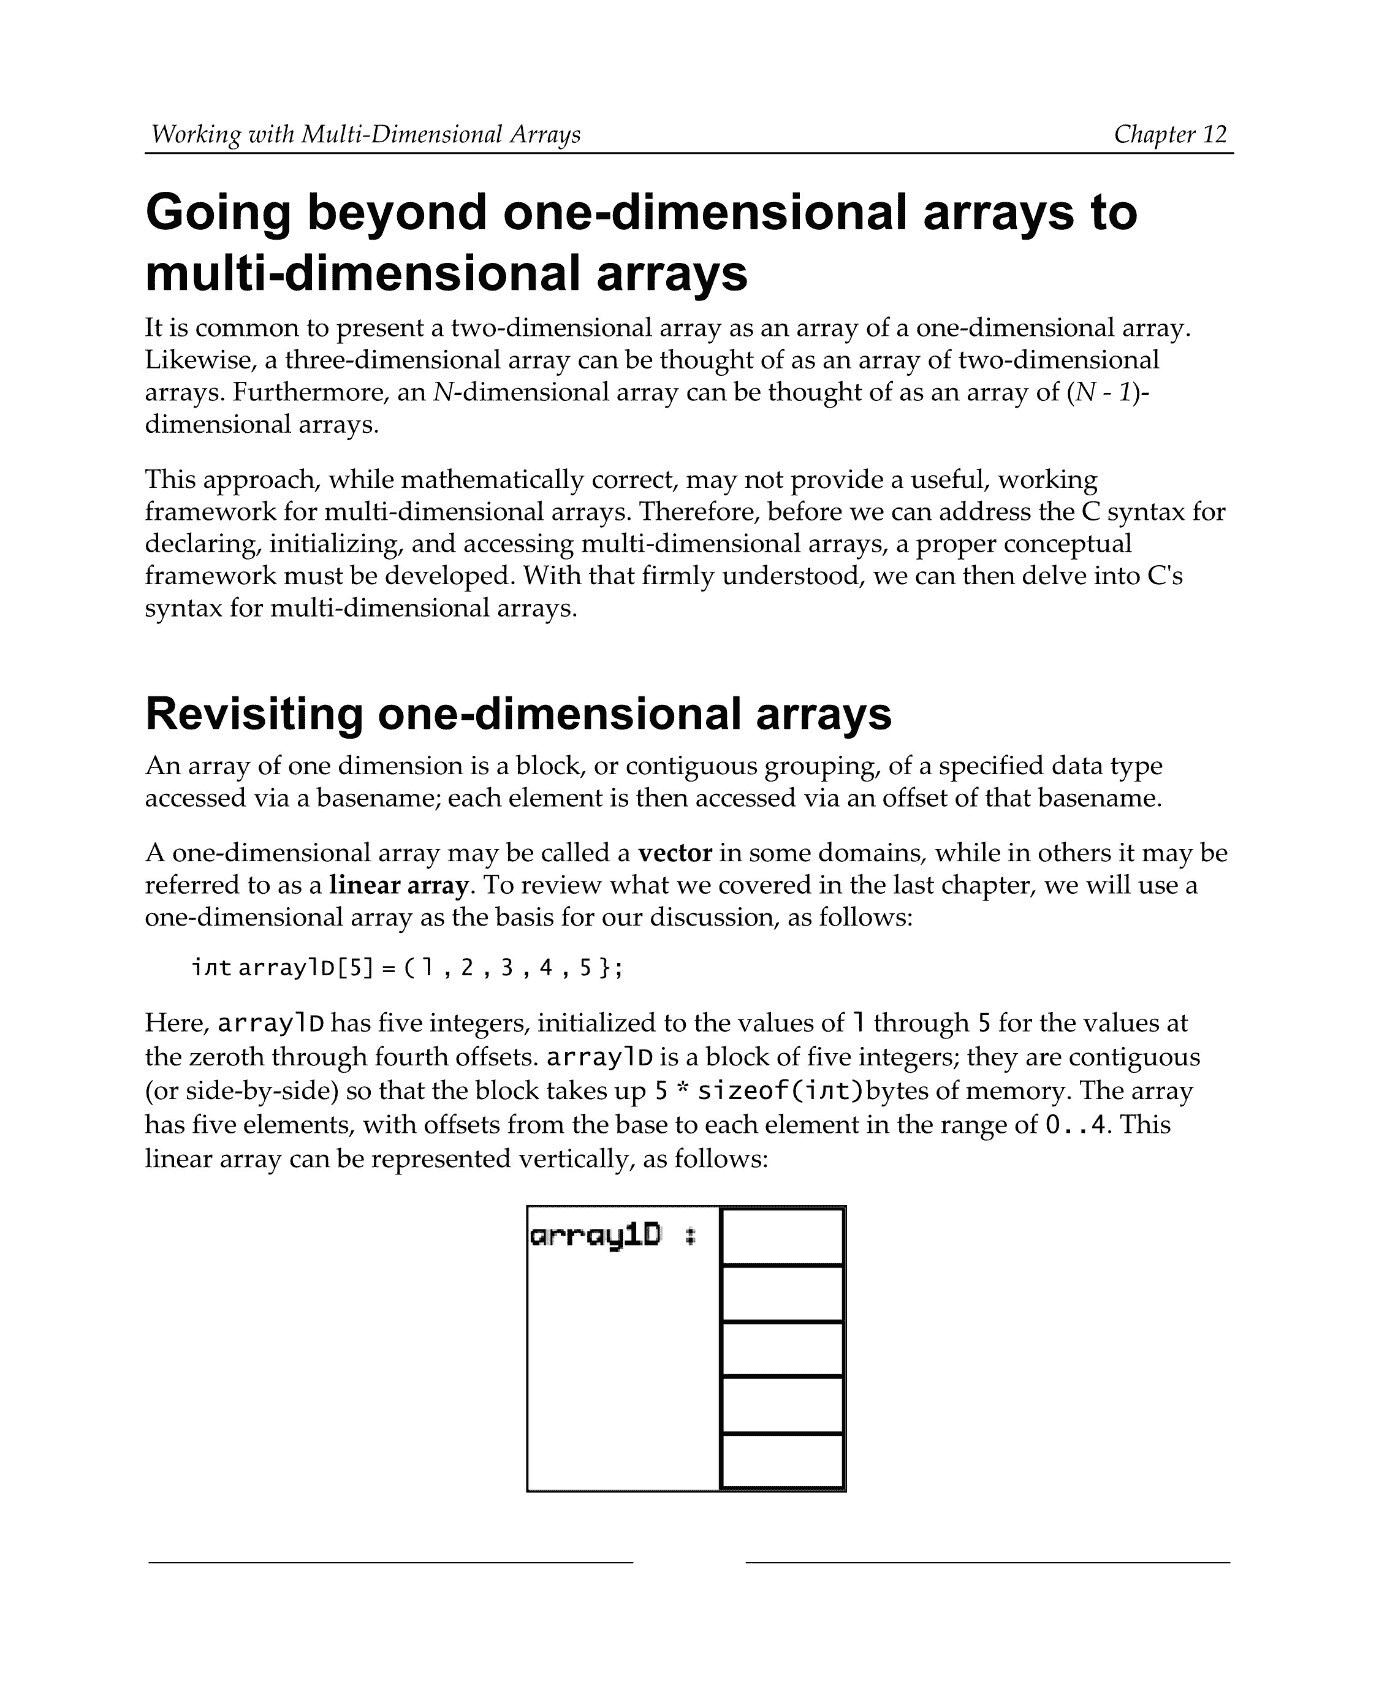 Working with Multi-Dimensional Arrays Chapter 12
Going beyond one-dimensional arrays to
multi-dimensional arrays
It is common to present a two-dimensional array as an array of a one-dimensional array.
Likewise, a three-dimensional array can be thought of as an array of two-dimensional
arrays. Furthermore, an N-dimensional array can be thought of as an array of (N - 1)-
dimensional arrays.
This approach, while mathematically correct, may not provide a useful, working
framework for multi-dimensional arrays. Therefore, before we can address the C syntax for
declaring, initializing, and accessing multi-dimensional arrays, a proper conceptual
framework must be developed. With that firmly understood, we can then delve into C's
syntax for multi-dimensional arrays.
Revisiting one-dimensional arrays
An array of one dimension is a block, or contiguous grouping, of a specified data type
accessed via a basename; each element is then accessed via an offset of that basename.
A one-dimensional array may be called a vector in some domains, while in others it may be
referred to as a linear array. To review what we covered in the last chapter, we will use a
one-dimensional array as the basis for our discussion, as follows:
iлt array1D[5] = ( 1 , 2 , 3 , 4 , 5 };
Here, array1D has five integers, initialized to the values of 1 through 5 for the values at
the zeroth through fourth offsets. array1D is a block of five integers; they are contiguous
(or side-by-side) so that the block takes up 5 * sizeof(iлt)bytes of memory. The array
has five elements, with offsets from the base to each element in the range of 0..4. This
linear array can be represented vertically, as follows:
array1D :